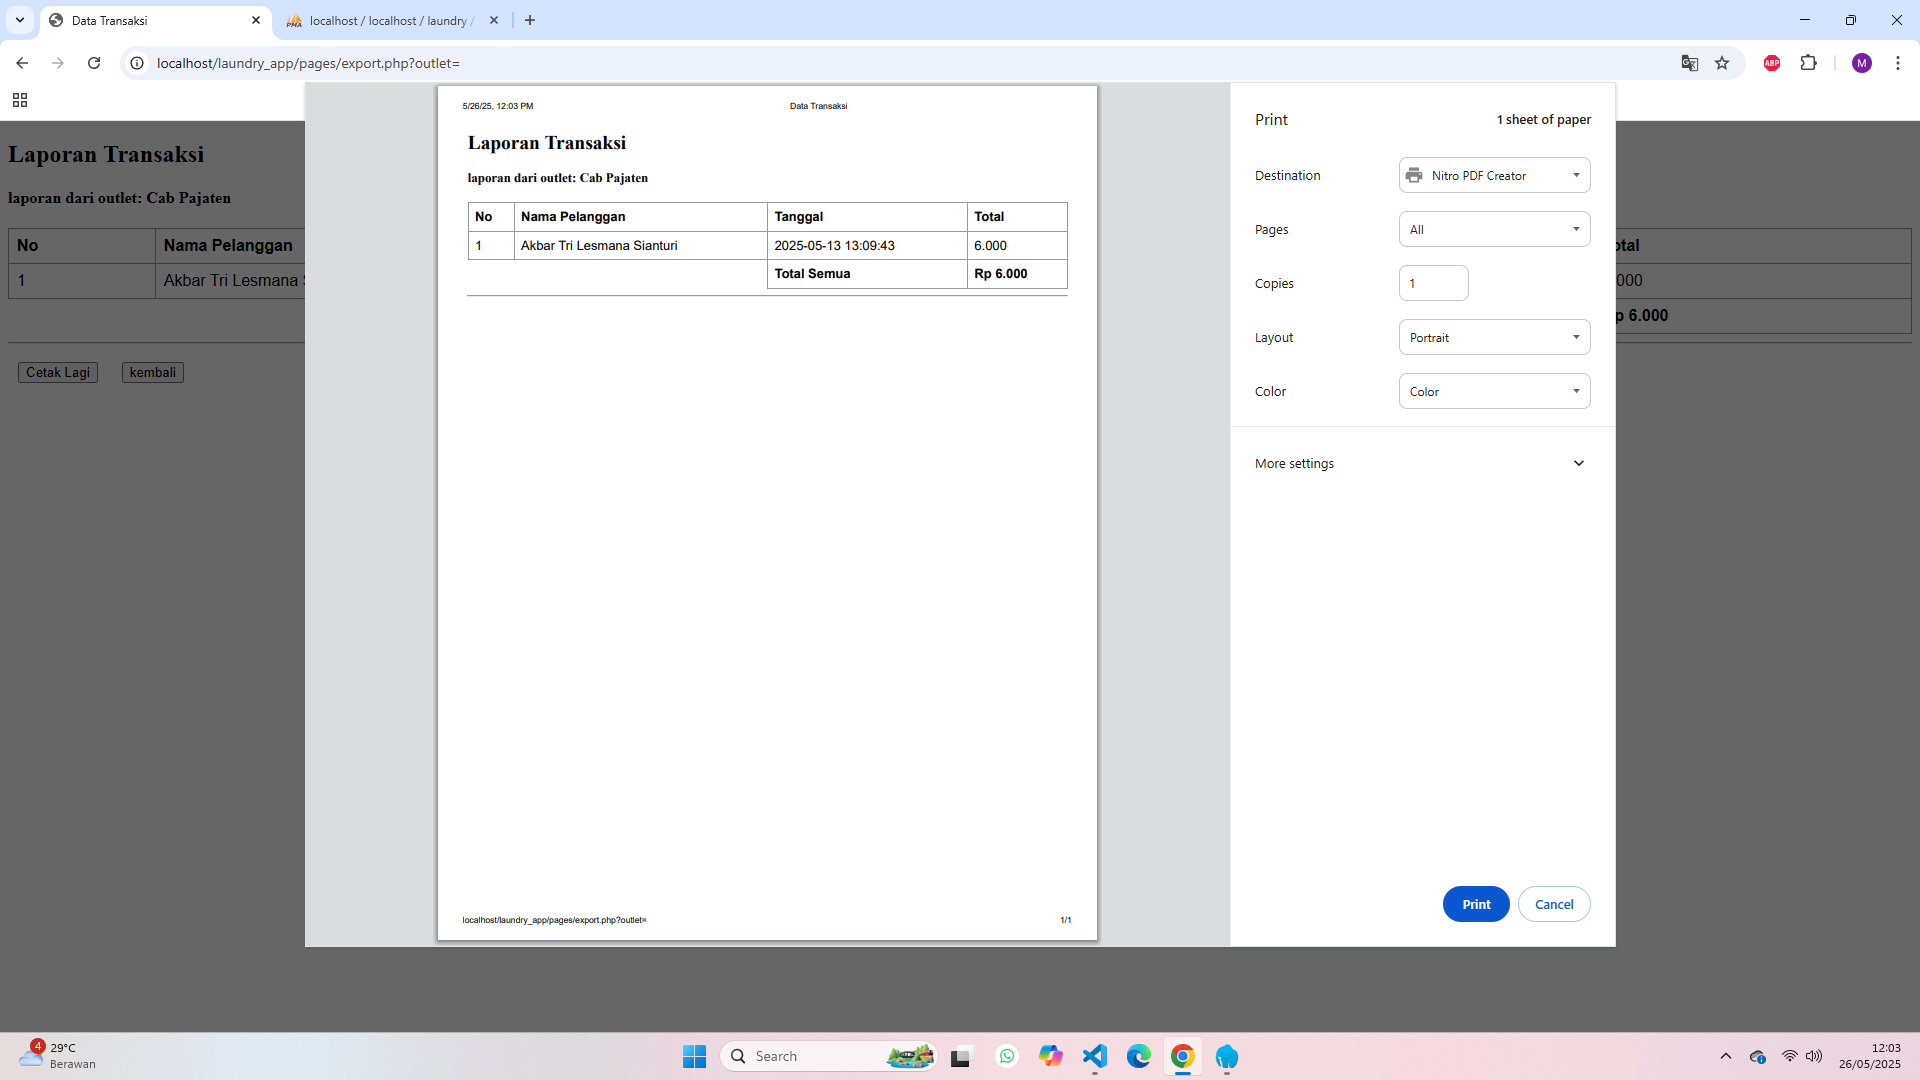 Data Transaksi
localhost / localhost / laundry /
localhost/laundry_app/pages/export.php?outlet=
ABP
M
Laporan Transaksi
laporan dari outlet: Cab Pajaten
No Nama Pelanggan
1 Akbar Tri Lesmana
Cetak Lagi kembali
5/26/25, 12:03 PM Data Transaksi
Laporan Transaksi
laporan dari outlet: Cab Pajaten
No Nama Pelanggan Tanggal Total
1 Akbar Tri Lesmana Sianturi 2025-05-13 13:09:43 6.000
Total Semua Rp 6.000
localhost/laundry_app/pages/export.php?outlet= 1/1
Print 1 sheet of paper
Destination Nitro PDF Creator
Pages All
Copies 1
Layout Portrait
Color Color
More settings
Print Cancel
otal
000
p 6.000
4
29°C
Berawan
Search
12:03
26/05/2025